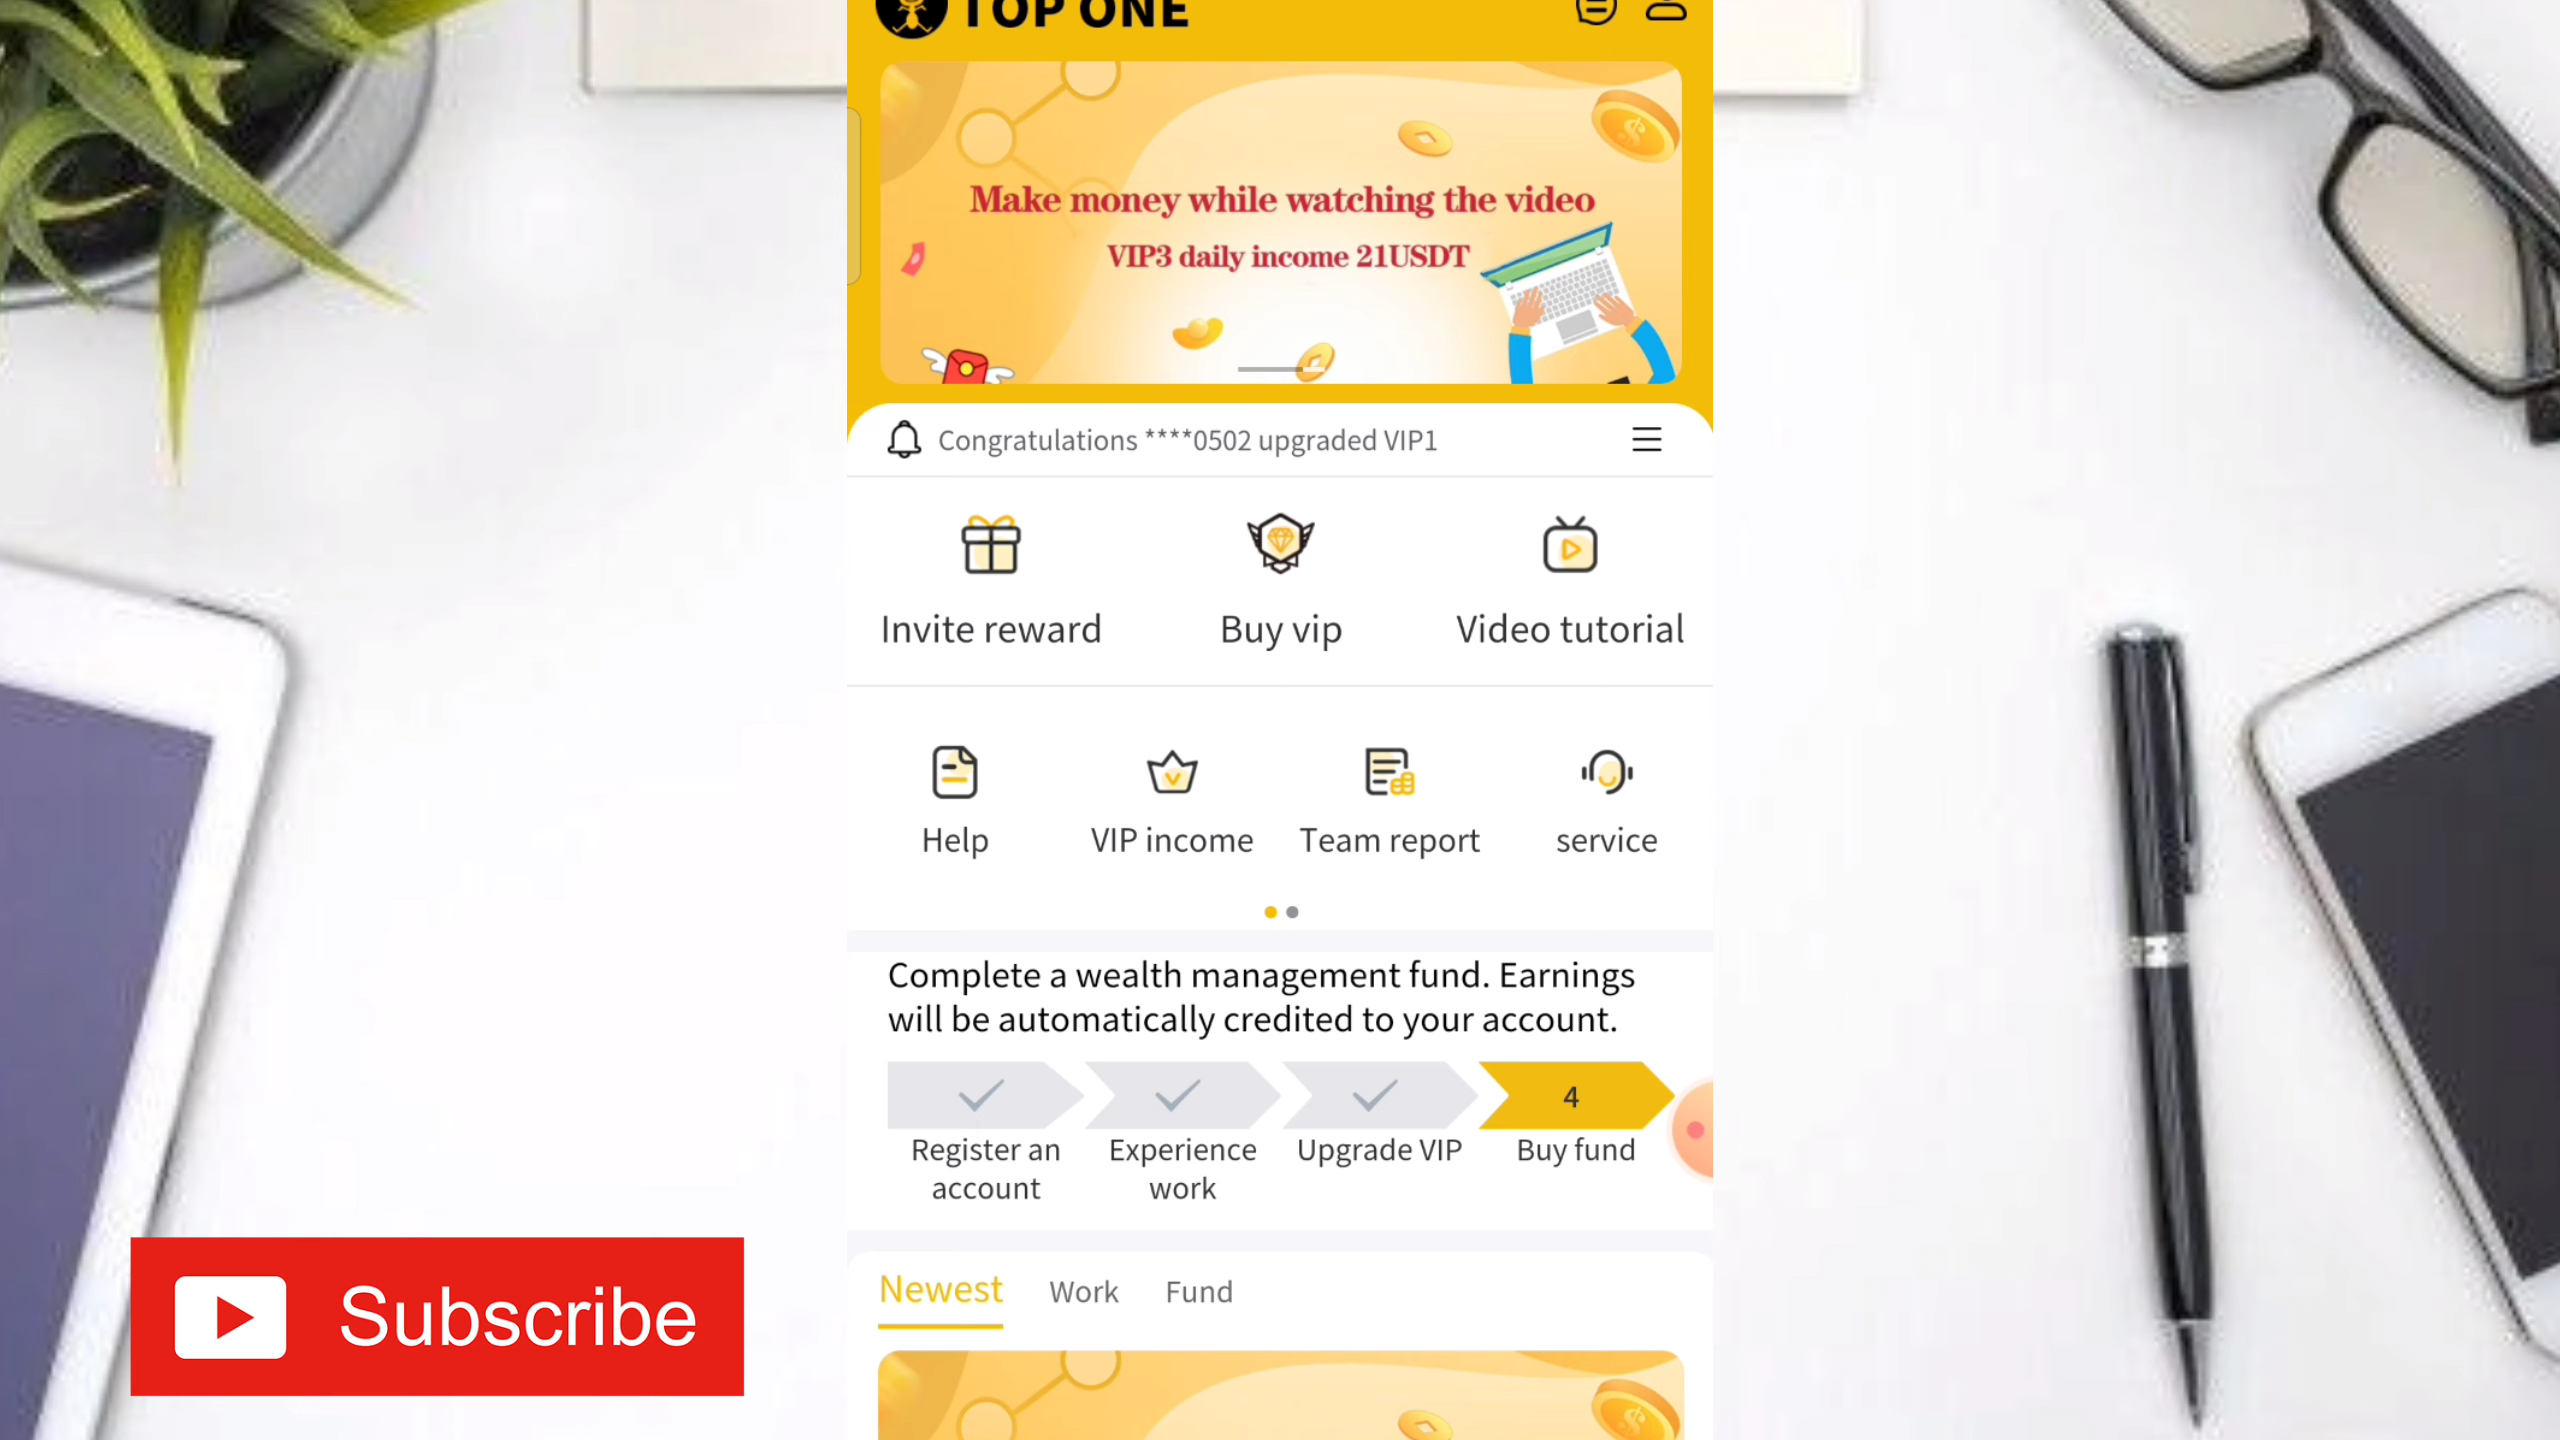 TOP ONE
Make money while watching the video
VIP3 daily income 21USDT
Congratulations ****0502 upgraded VIP1
Invite reward
Buy vip
Video tutorial
Help
VIP income
Team report
service
Complete a wealth management fund. Earnings
will be automatically credited to your account.
4
Register an
account
Experience
work
Upgrade VIP
Buy fund
Newest
Work
Fund
Subscribe